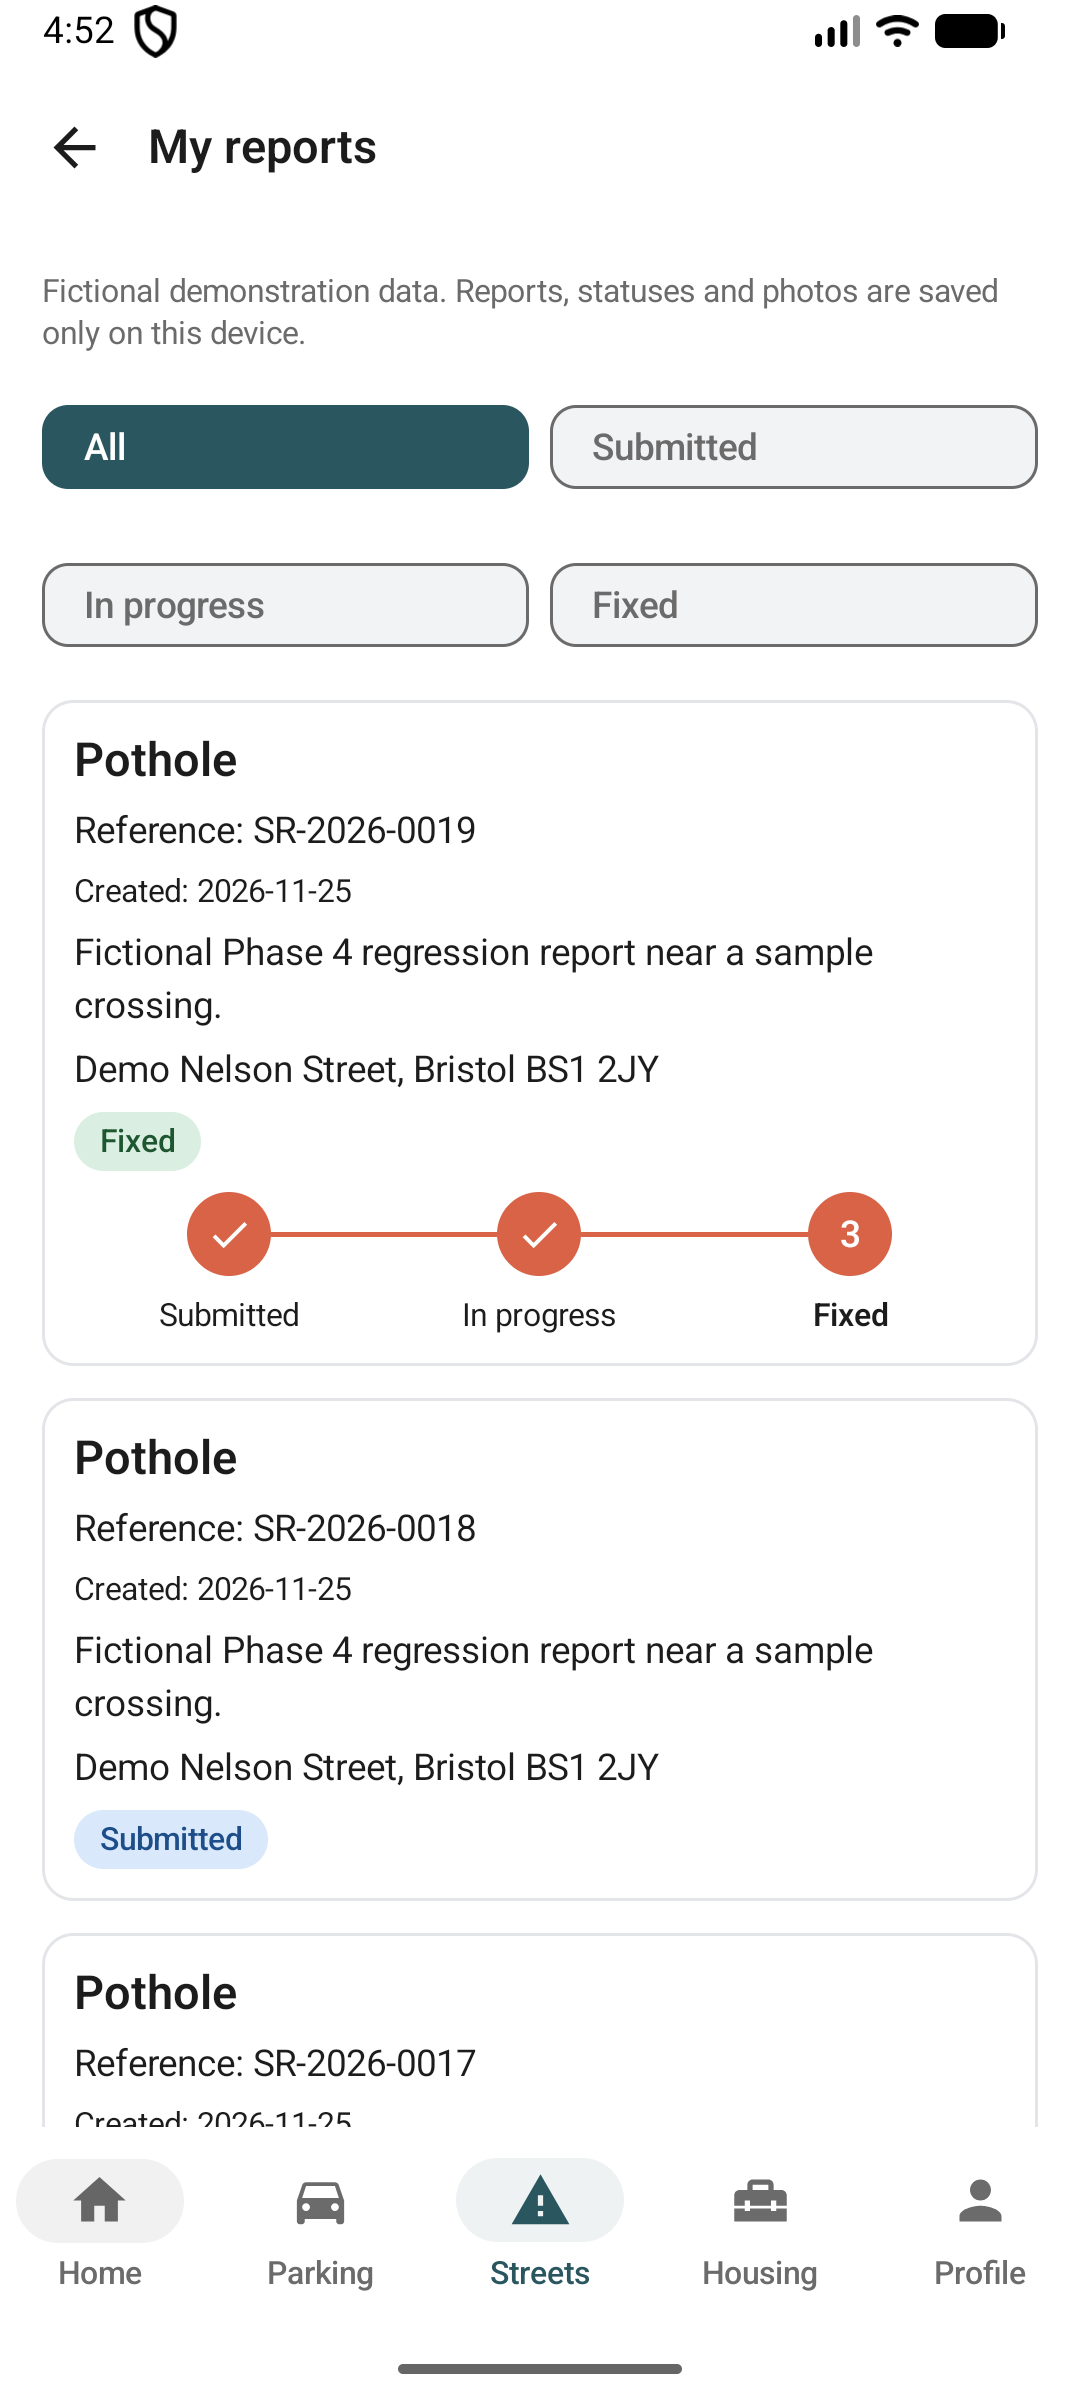 4:52
My reports
Fictional demonstration data. Reports, statuses and photos are saved
only on this device.
All
Submitted
In progress
Fixed
Pothole
Reference: SR-2026-0019
Created: 2026-11-25
Fictional Phase 4 regression report near a sample
crossing.
Demo Nelson Street, Bristol BS1 2JY
Fixed
3
Submitted
In progress
Fixed
Pothole
Reference: SR-2026-0018
Created: 2026-11-25
Fictional Phase 4 regression report near a sample
crossing.
Demo Nelson Street, Bristol BS1 2JY
Submitted
Pothole
Reference: SR-2026-0017
Created: 2026-11-25
Home
Parking
Streets
Housing
Profile